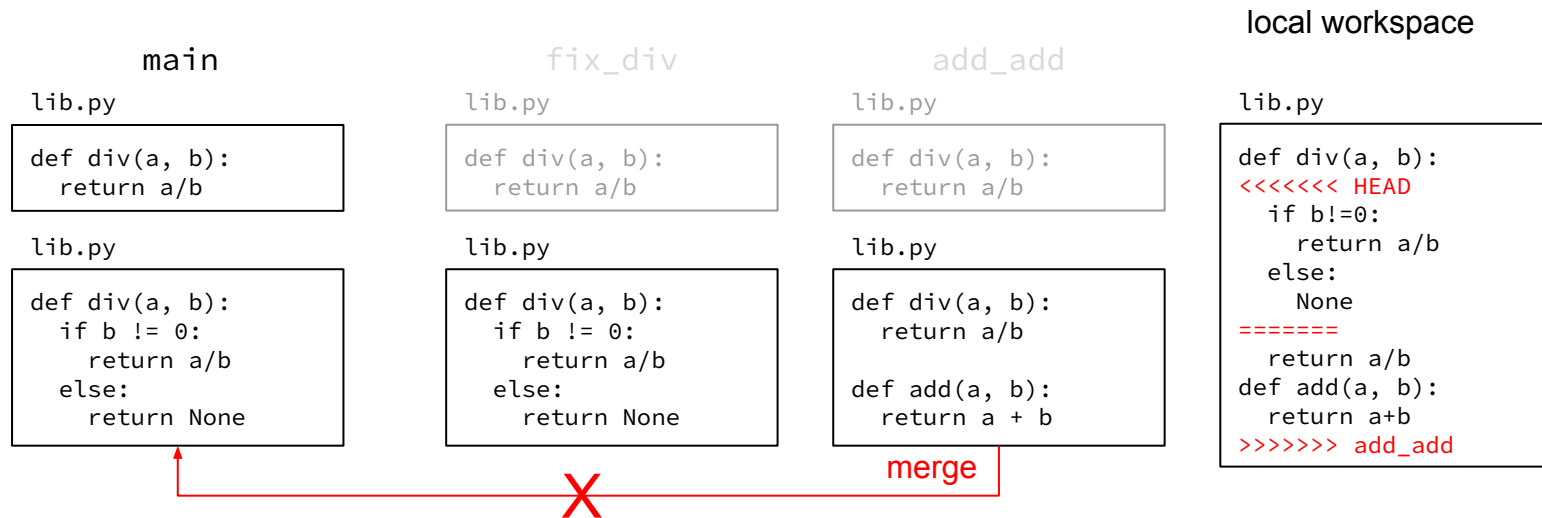 local workspace
main
fix_div
add_add
lib.py
def div(a, b):
  return a/b
lib.py
def div(a, b):
  if b != 0:
    return a/b
  else:
    return None
lib.py
def div(a, b):
  return a/b
lib.py
def div(a, b):
  if b != 0:
    return a/b
  else:
    return None
lib.py
def div(a, b):
  return a/b
lib.py
def div(a, b):
  return a/b
def add(a, b):
  return a + b
lib.py
def div(a, b):
<<<<<<< HEAD
  if b!=0:
    return a/b
  else:
    None
=======
  return a/b
def add(a, b):
  return a+b
>>>>>>> add_add
merge
X